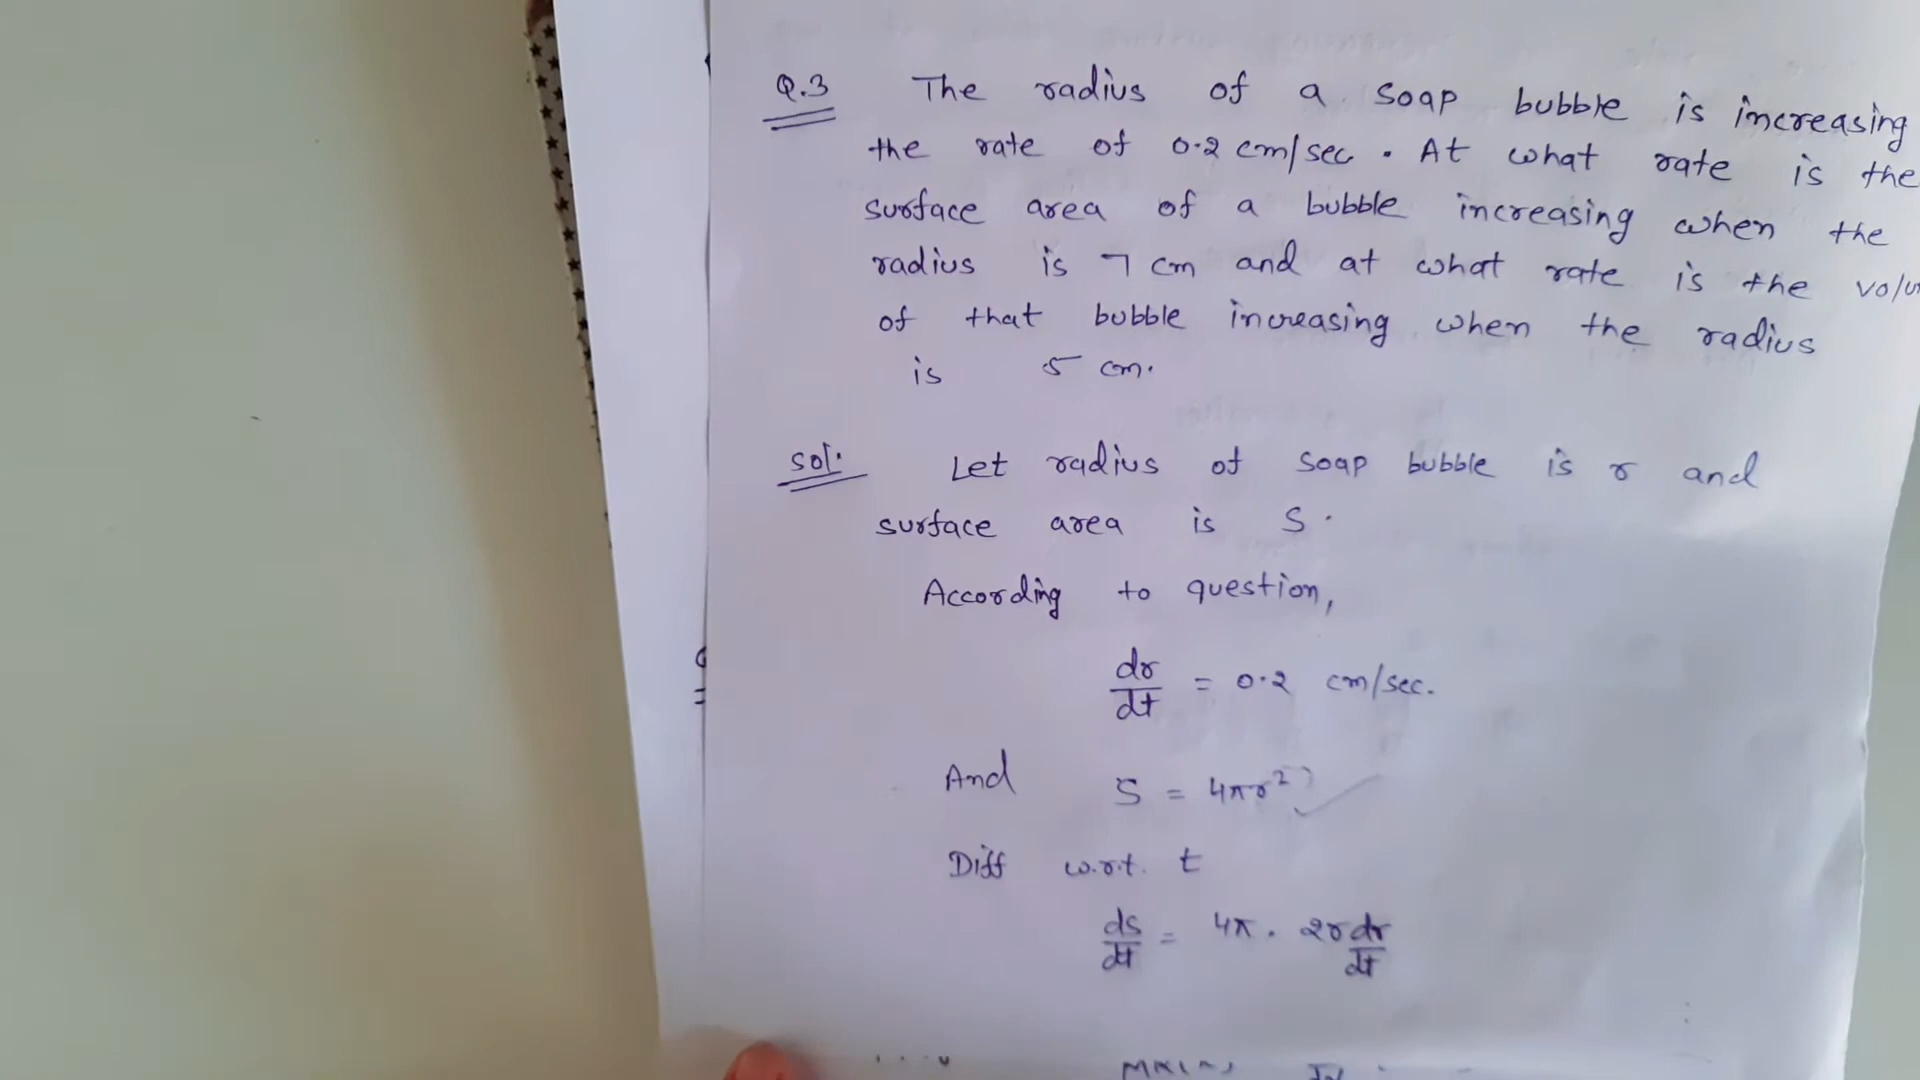 Q.3 The radius of a soap bubble is increasing
the rate of 0.2 cm/sec. At what rate is the
surface area of a bubble increasing when the
radius is 7 cm and at what rate is the
of that bubble increasing when the radius
is 5 cm.
Sol. Let radius of soap bubble is r and
surface area is S.
According to question,
dr/dt = 0.2 cm/sec.
And S = 4πr²
Diff w.r.t. t
ds/dt = 4π . 2r dr/dt